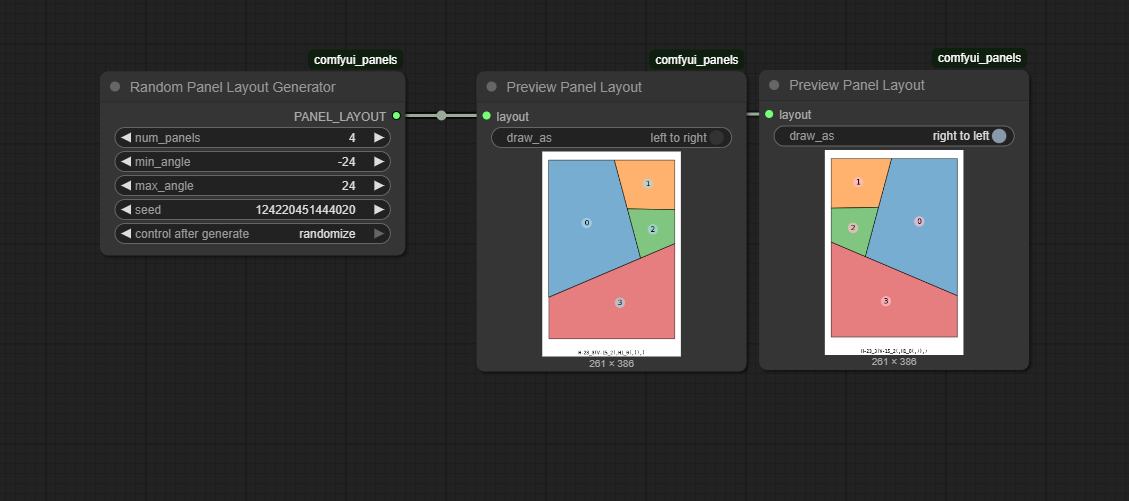 comfyui_panels
Random Panel Layout Generator
PANEL_LAYOUT
num_panels 4
min_angle -24
max_angle 24
seed 124220451444020
control after generate randomize
comfyui_panels
Preview Panel Layout
layout
draw_as left to right
0
1
2
3
261 × 386
comfyui_panels
Preview Panel Layout
layout
draw_as right to left
1
0
2
3
261 × 386